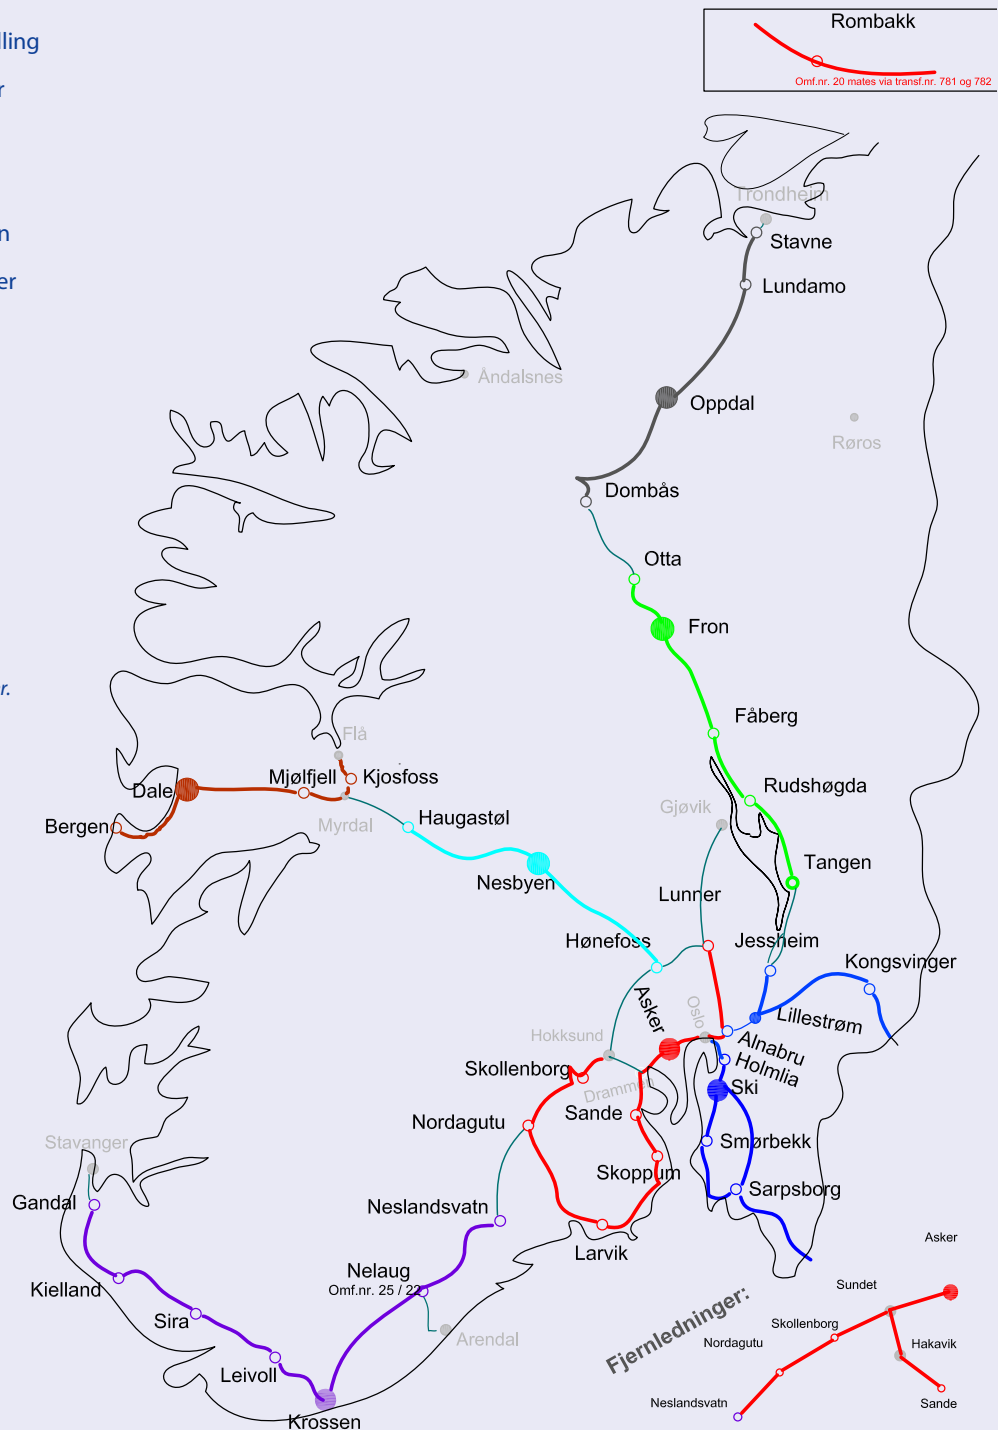 lling
r
n
er
r.
Rombakk
Omf.nr. 20 mates via transf.nr. 781 og 782
Trondheim
Stavne
Lundamo
Åndalsnes
Oppdal
Røros
Dombås
Otta
Fron
Fåberg
Flå
Mjølfjell
Kjosfoss
Dale
Rudshøgda
Gjøvik
Bergen
Myrdal
Haugastøl
Tangen
Nesbyen
Lunner
Hønefoss
Jessheim
Kongsvinger
Asker
Oslo
Lillestrøm
Hokksund
Alnabru
Holmlia
Skollenborg
Drammen
Ski
Sande
Nordagutu
Smørbekk
Stavanger
Skoppum
Sarpsborg
Gandal
Neslandsvatn
Larvik
Nelaug
Omf.nr. 25 / 22
Kielland
Sira
Arendal
Leivoll
Krossen
Fjernledninger:
Asker
Sundet
Skollenborg
Nordagutu
Hakavik
Neslandsvatn
Sande